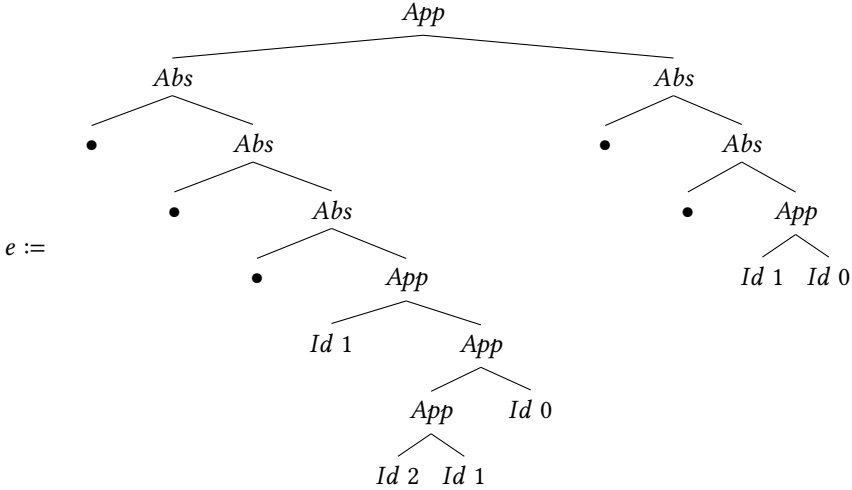 App
Abs Abs
• Abs • Abs
• Abs • App
e :=
• App Id 1 Id 0
Id 1 App
App Id 0
Id 2 Id 1